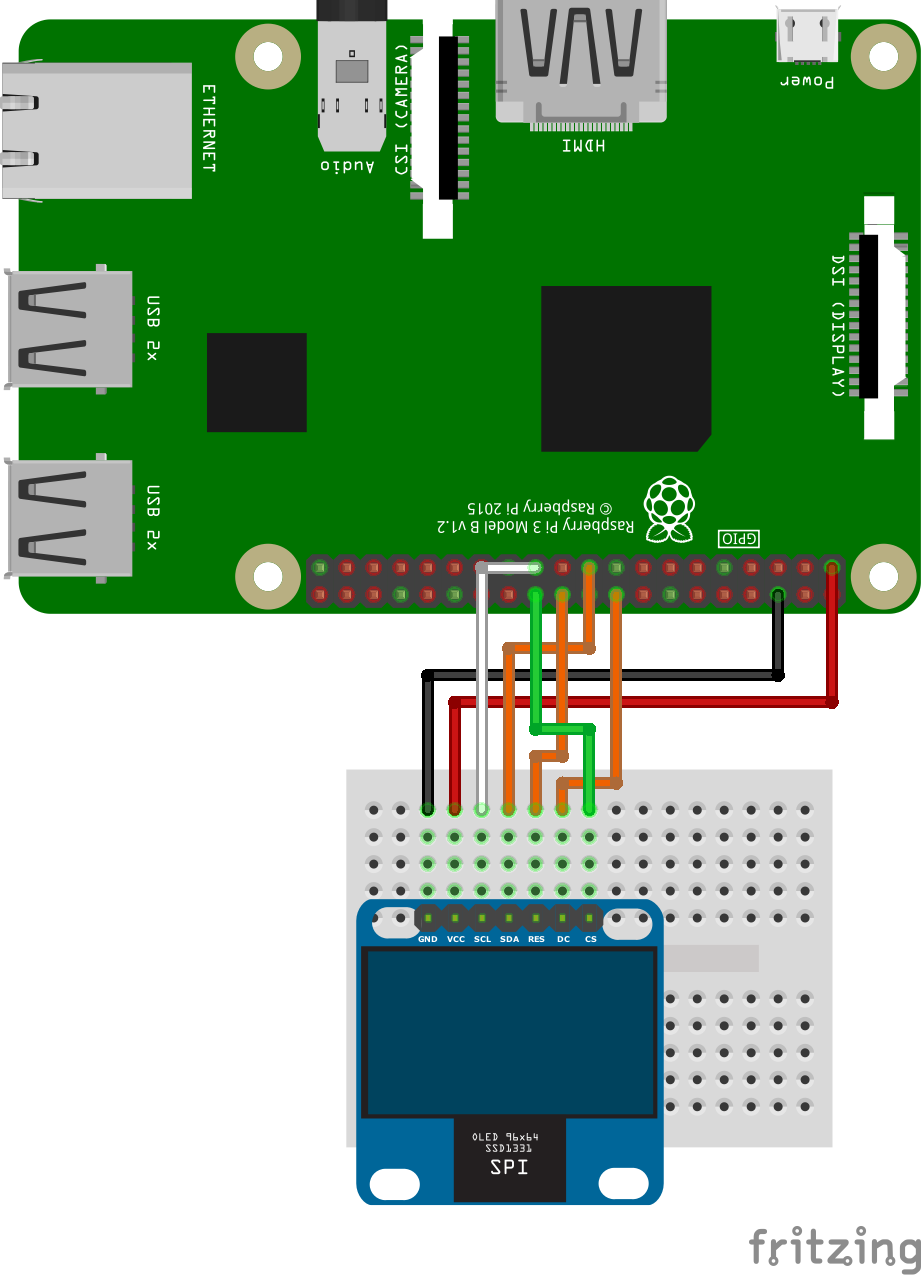 Power
ETHERNET
CSI (CAMERA)
Audio
HDMI
DSI (DISPLAY)
USB 2x
USB 2x
Raspberry Pi 3 Model B v1.2
© Raspberry Pi 2015
GPIO
GND VCC SCL SDA RES DC CS
OLED 96x64
SSD1331
SPI
fritzing